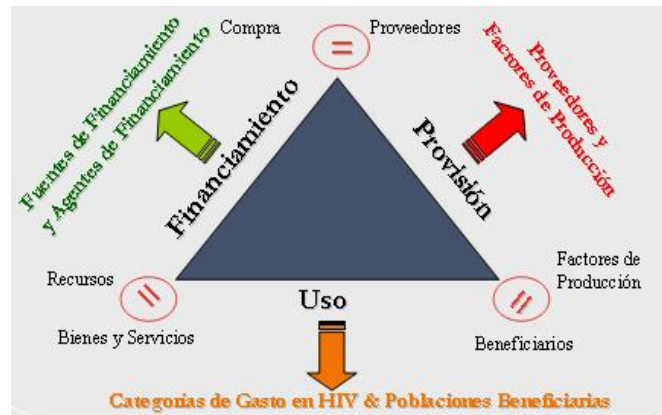 Compra
=
Proveedores
Fuentes de Financiamiento
y Agentes de Financiamiento
Financiamiento
Provisión
Proveedores y
Factores de Producción
Recursos
=
Bienes y Servicios
Uso
Factores de
Producción
=
Beneficiarios
Categorías de Gasto en HIV & Poblaciones Beneficiarias